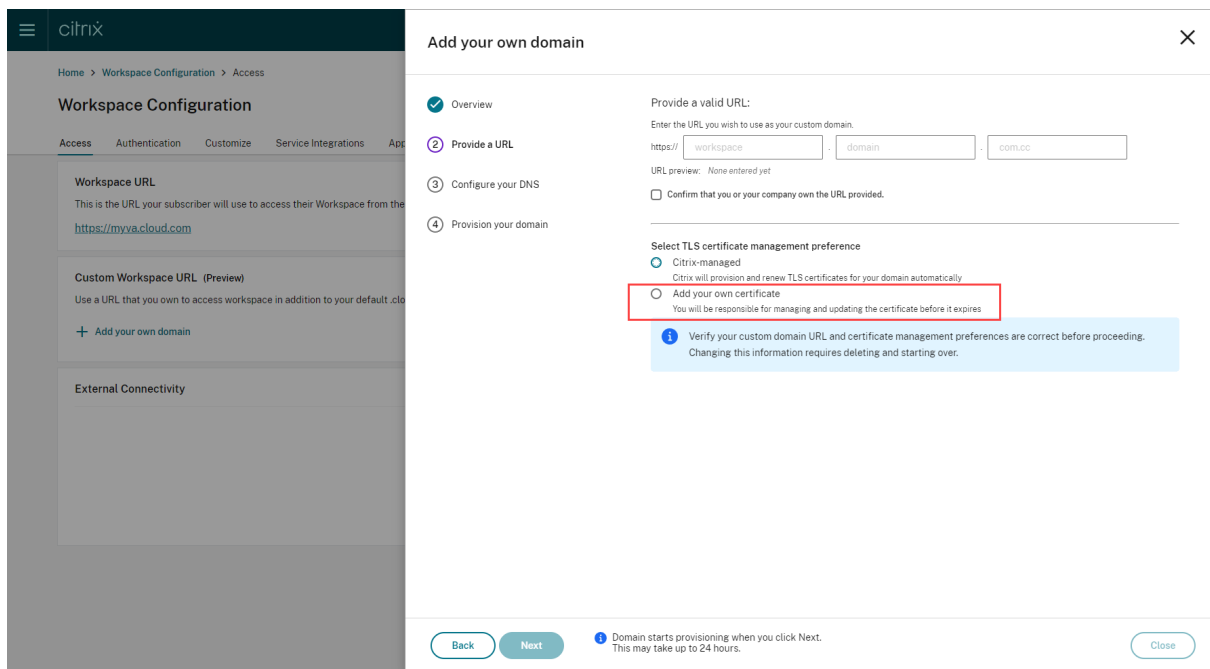 citrix
Home > Workspace Configuration > Access
Workspace Configuration
Access Authentication Customize Service Integrations App
Workspace URL
This is the URL your subscriber will use to access their Workspace from the
https://myva.cloud.com
Custom Workspace URL (Preview)
Use a URL that you own to access workspace in addition to your default .clo
+ Add your own domain
External Connectivity
Add your own domain
Overview
2 Provide a URL
3 Configure your DNS
4 Provision your domain
Provide a valid URL:
Enter the URL you wish to use as your custom domain.
https:// workspace . domain . com.cc
URL preview: None entered yet
Confirm that you or your company own the URL provided.
Select TLS certificate management preference
Citrix-managed
Citrix will provision and renew TLS certificates for your domain automatically
Add your own certificate
You will be responsible for managing and updating the certificate before it expires
Verify your custom domain URL and certificate management preferences are correct before proceeding.
Changing this information requires deleting and starting over.
Back Next
Domain starts provisioning when you click Next.
This may take up to 24 hours.
Close